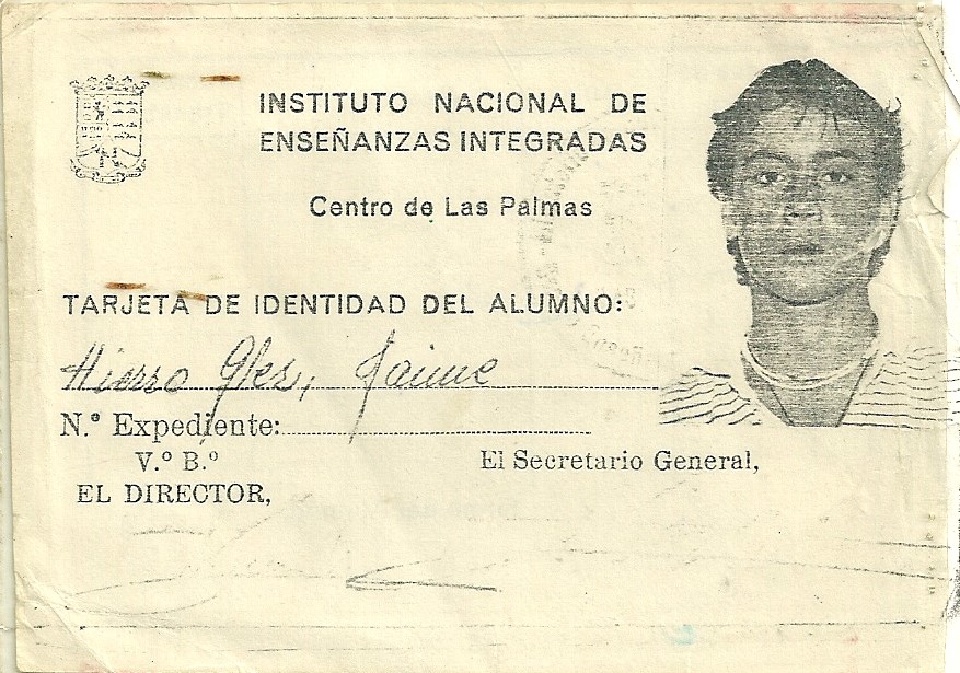 INSTITUTO NACIONAL DE
ENSEÑANZAS INTEGRADAS
Centro de Las Palmas
TARJETA DE IDENTIDAD DEL ALUMNO:
Hierro Gles, Jaime
N.º Expediente:
V.º B.º
El Secretario General,
EL DIRECTOR,